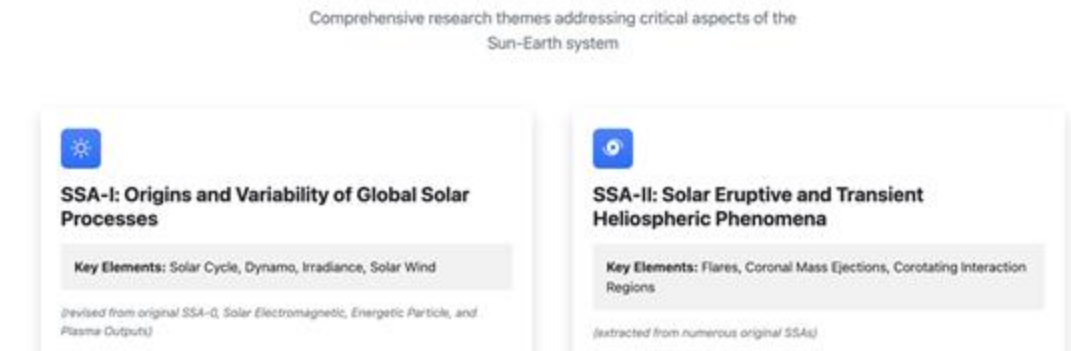 Comprehensive research themes addressing critical aspects of the
Sun-Earth system
SSA-I: Origins and Variability of Global Solar
Processes
Key Elements: Solar Cycle, Dynamo, Irradiance, Solar Wind
(revised from original SSA-0, Solar Electromagnetic, Energetic Particle, and
Plasma Outputs)
SSA-II: Solar Eruptive and Transient
Heliospheric Phenomena
Key Elements: Flares, Coronal Mass Ejections, Corotating Interaction
Regions
(extracted from numerous original SSAs)